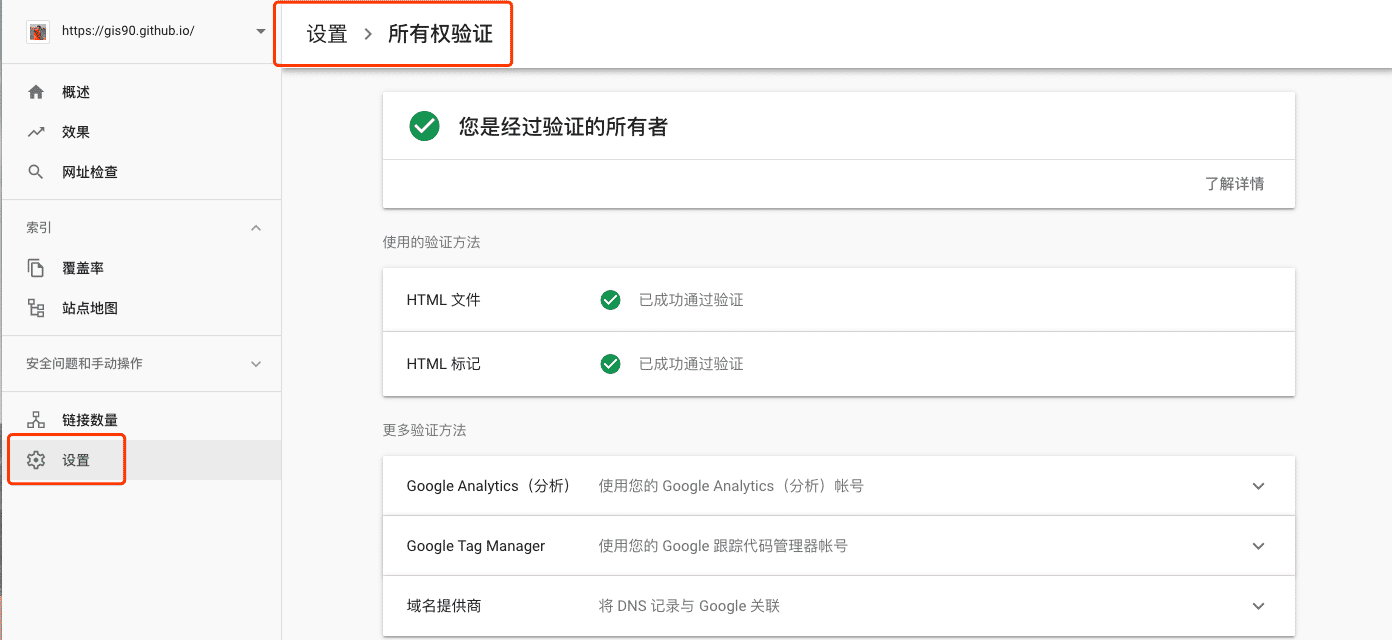 https://gis90.github.io/
设置 > 所有权验证
概述
效果
网址检查
索引
覆盖率
站点地图
安全问题和手动操作
链接数量
设置
您是经过验证的所有者
了解详情
使用的验证方法
HTML 文件 已成功通过验证
HTML 标记 已成功通过验证
更多验证方法
Google Analytics（分析） 使用您的 Google Analytics（分析）帐号
Google Tag Manager 使用您的 Google 跟踪代码管理器帐号
域名提供商 将 DNS 记录与 Google 关联